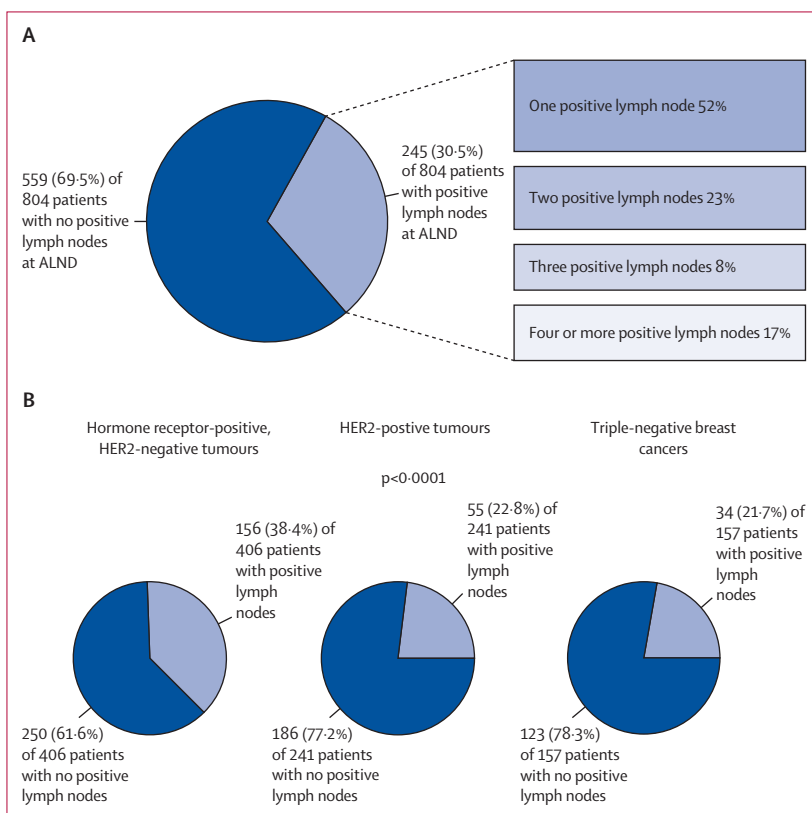 A
559 (69·5%) of
804 patients
with no positive
lymph nodes
at ALND
245 (30·5%)
of 804 patients
with positive
lymph nodes
at ALND
One positive lymph node 52%
Two positive lymph nodes 23%
Three positive lymph nodes 8%
Four or more positive lymph nodes 17%
B
Hormone receptor-positive,
HER2-negative tumours
HER2-postive tumours
Triple-negative breast
cancers
p<0·0001
156 (38·4%) of
406 patients
with positive
lymph
nodes
55 (22·8%) of
241 patients
with positive
lymph
nodes
34 (21·7%) of
157 patients
with positive
lymph
nodes
250 (61·6%)
of 406 patients
with no positive
lymph nodes
186 (77·2%)
of 241 patients
with no positive
lymph nodes
123 (78·3%)
of 157 patients
with no positive
lymph nodes